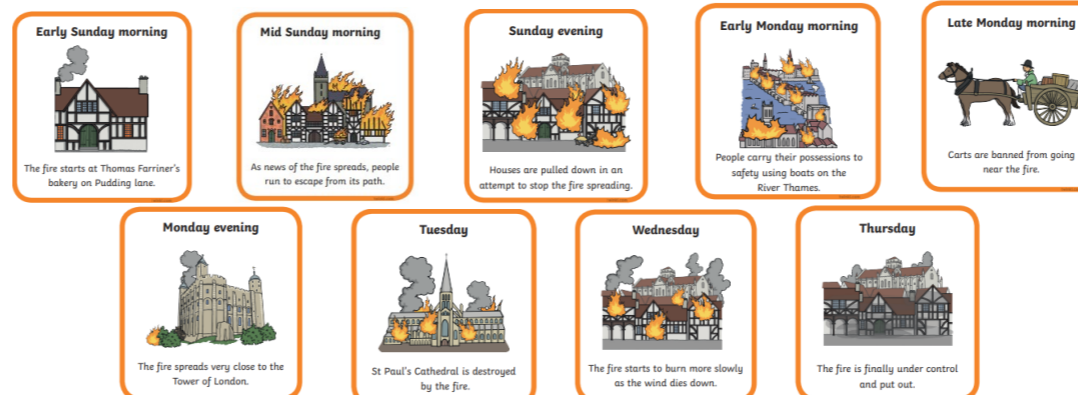 Early Sunday morning
The fire starts at Thomas Farriner's
bakery on Pudding lane.
Mid Sunday morning
As news of the fire spreads, people
run to escape from its path.
Sunday evening
Houses are pulled down in an
attempt to stop the fire spreading.
Early Monday morning
People carry their possessions to
safety using boats on the
River Thames.
Late Monday morning
Carts are banned from going
near the fire.
Monday evening
The fire spreads very close to the
Tower of London.
Tuesday
St Paul's Cathedral is destroyed
by the fire.
Wednesday
The fire starts to burn more slowly
as the wind dies down.
Thursday
The fire is finally under control
and put out.